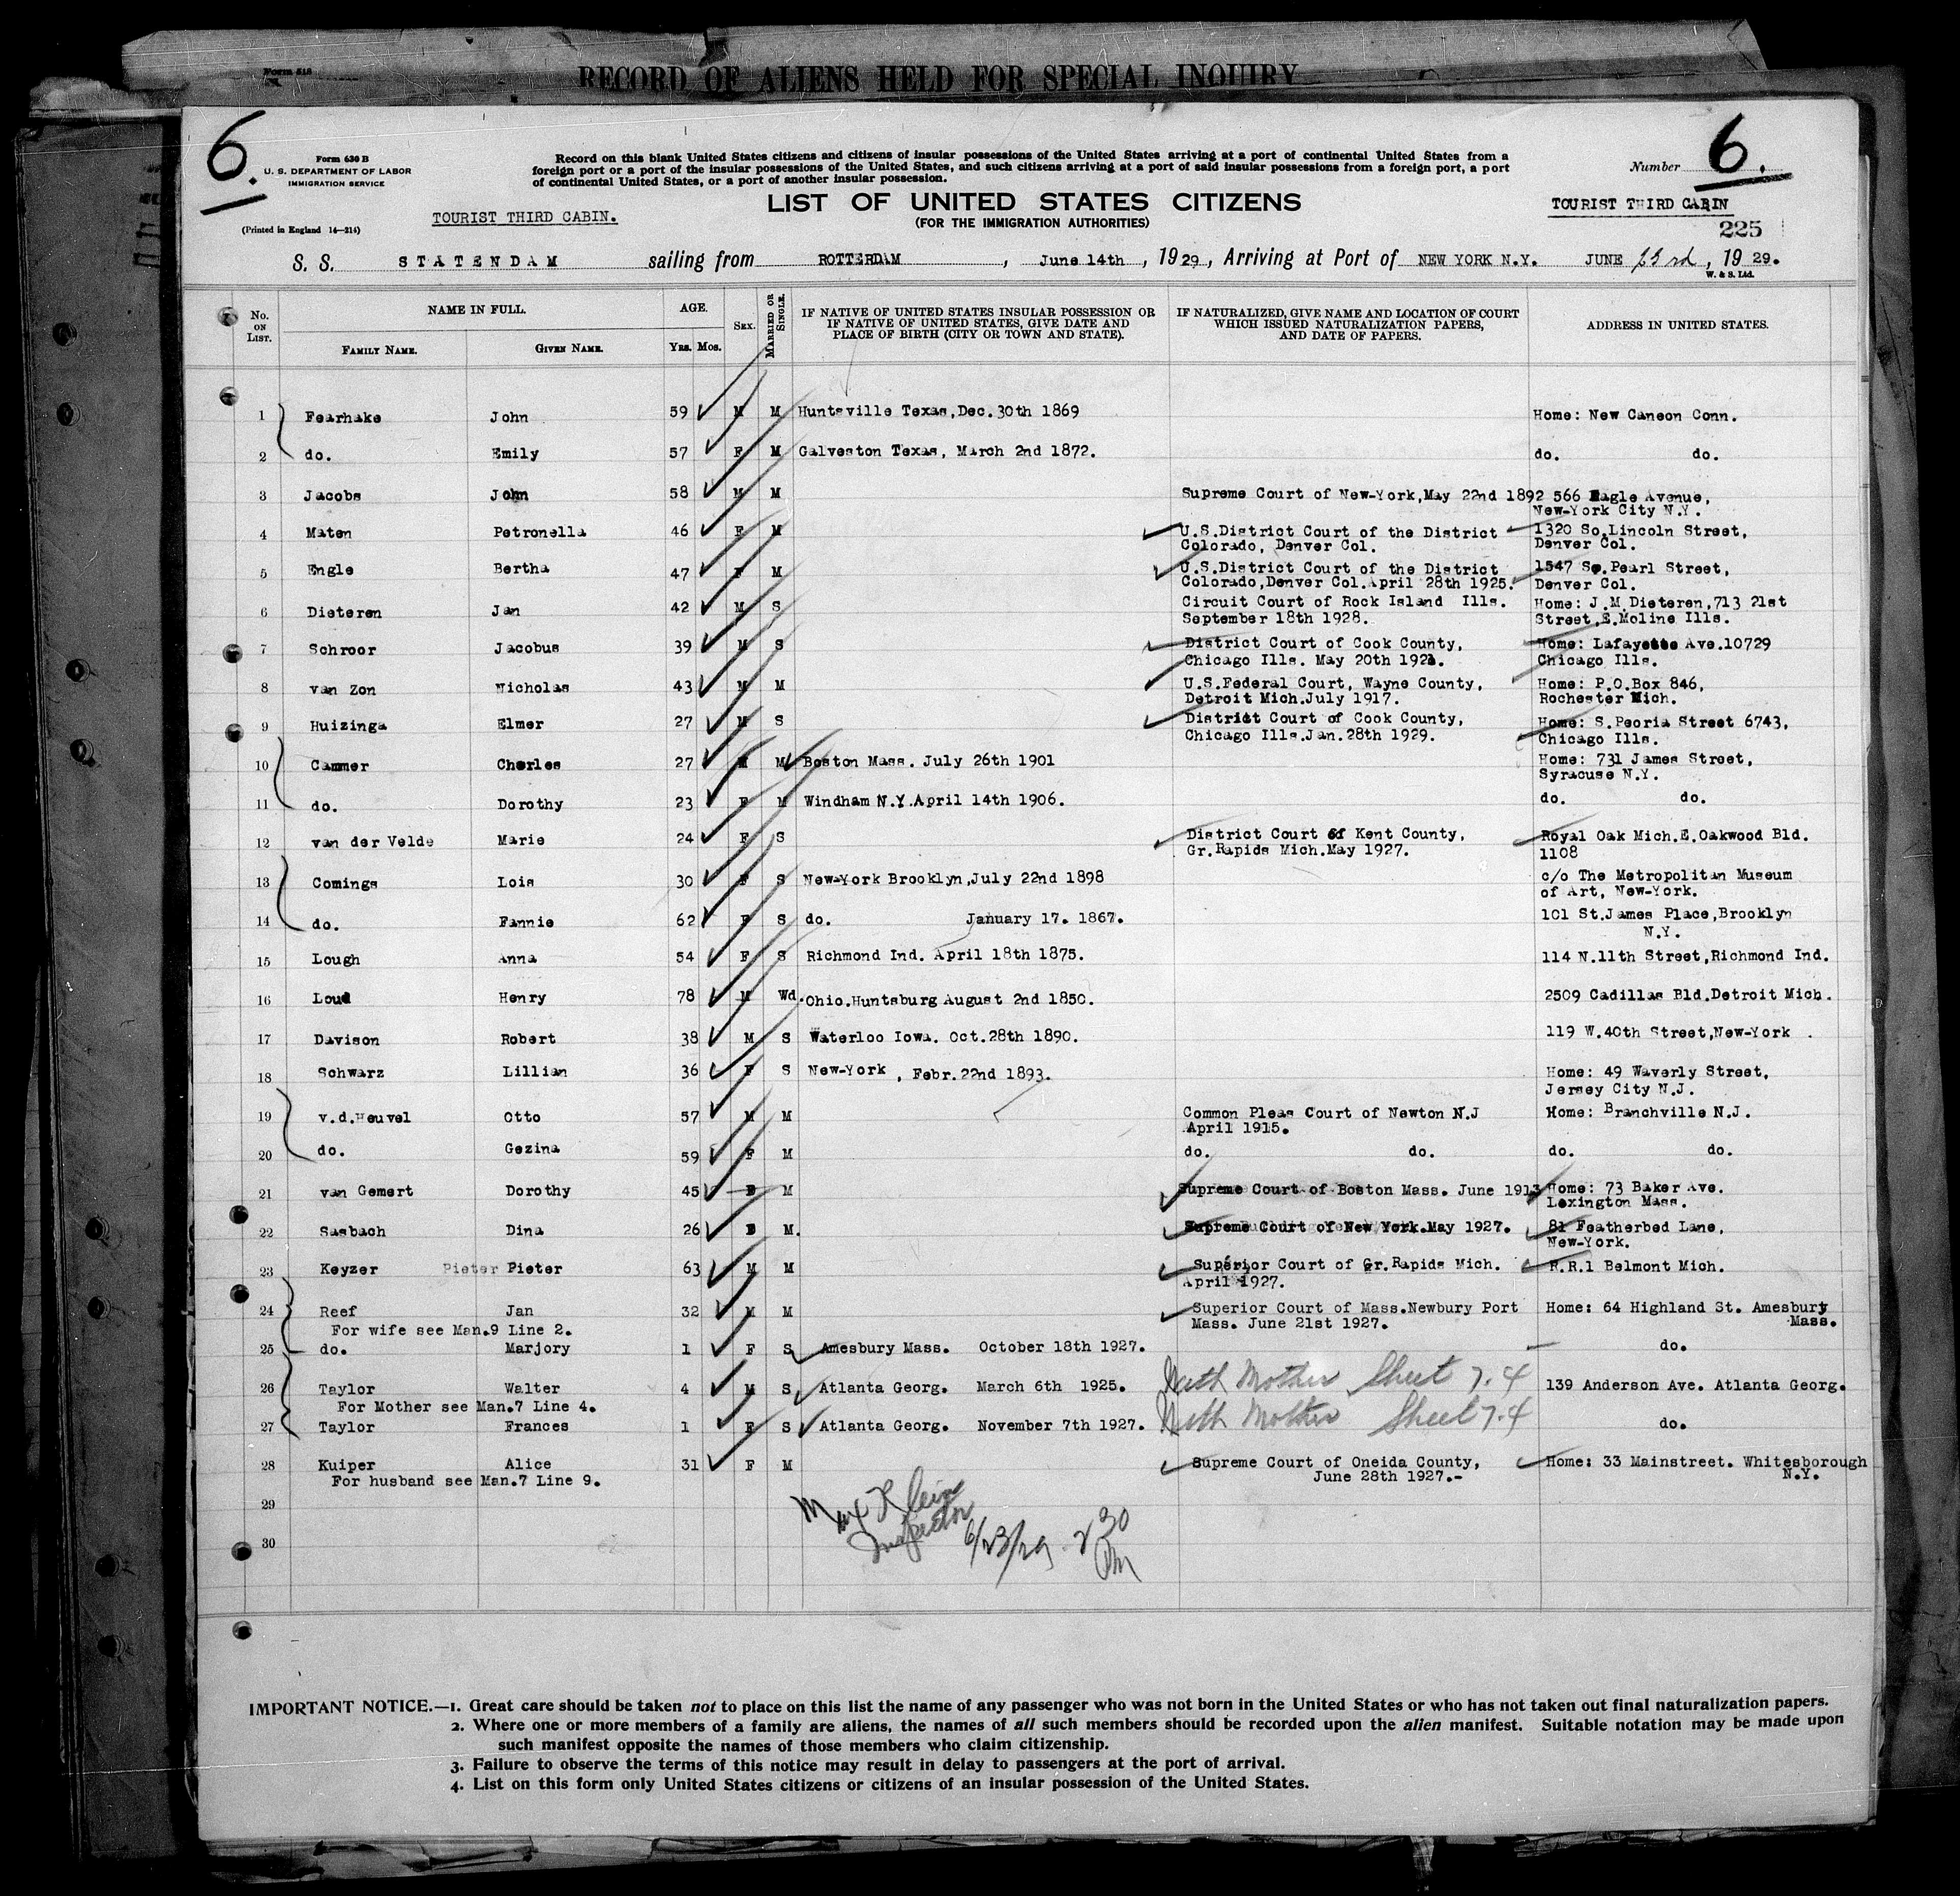 Form 618
RECORD OF ALIENS HELD FOR SPECIAL INQUIRY
6.
Form 630 B
U. S. DEPARTMENT OF LABOR
IMMIGRATION SERVICE
(Printed in England 14—214)
TOURIST THIRD CABIN.
Record on this blank United States citizens and citizens of insular possessions of the United States arriving at a port of continental United States from a
foreign port or a port of the insular possessions of the United States, and such citizens arriving at a port of said insular possessions from a foreign port, a port
of continental United States, or a port of another insular possession.
LIST OF UNITED STATES CITIZENS
(FOR THE IMMIGRATION AUTHORITIES)
Number 6.
TOURIST THIRD CABIN
225
S. S. STATENDAM sailing from ROTTERDAM, June 14th, 1929, Arriving at Port of NEW YORK N.Y. JUNE 23rd, 1929.
W. & S. Ltd.
No. ON LIST. NAME IN FULL. FAMILY NAME. GIVEN NAME. AGE. YRS. MOS. SEX. MARRIED OR SINGLE. IF NATIVE OF UNITED STATES INSULAR POSSESSION OR IF NATIVE OF UNITED STATES, GIVE DATE AND PLACE OF BIRTH (CITY OR TOWN AND STATE). IF NATURALIZED, GIVE NAME AND LOCATION OF COURT WHICH ISSUED NATURALIZATION PAPERS, AND DATE OF PAPERS. ADDRESS IN UNITED STATES.
1 Fearhake John 59 M M Huntsville Texas,Dec.30th 1869 Home: New Caneon Conn.
2 do. Emily 57 F M Galveston Texas, March 2nd 1872. do. do.
3 Jacobs John 58 M M Supreme Court of New-York,May 22nd 1892 566 Eagle Avenue,
New-York City N.Y.
4 Maten Petronella 46 F M U.S.District Court of the District 1320 So.Lincoln Street,
Colorado, Denver Col. Denver Col.
5 Engle Bertha 47 F M U.S.District Court of the District 1547 So.Pearl Street,
Colorado,Denver Col.April 28th 1925. Denver Col.
6 Dieteren Jan 42 M S Circuit Court of Rock Island Ills. Home: J.M.Dieteren,713 21st
September 18th 1928. Street,E.Moline Ills.
7 Schroor Jacobus 39 M S District Court of Cook County, Home: Lafayette Ave.10729
Chicago Ills. May 20th 1921. Chicago Ills.
8 van Zon Nicholas 43 M M U.S.Federal Court, Wayne County, Home: P.O.Box 846,
Detroit Mich.July 1917. Rochester Mich.
9 Huizinga Elmer 27 M S District Court of Cook County, Home: S.Peoria Street 6743,
Chicago Ills.Jan.28th 1929. Chicago Ills.
10 Cammer Charles 27 M M Boston Mass. July 26th 1901 Home: 731 James Street,
Syracuse N.Y.
11 do. Dorothy 23 F M Windham N.Y.April 14th 1906. do. do.
12 van der Velde Marie 24 F S District Court of Kent County, Royal Oak Mich.E.Oakwood Bld.
Gr.Rapids Mich.May 1927. 1108
13 Comings Lois 30 F S New-York Brooklyn,July 22nd 1898 c/o The Metropolitan Museum
of Art, New-York.
14 do. Fannie 62 F S do. January 17. 1867. 101 St.James Place,Brooklyn
N.Y.
15 Lough Anna 54 F S Richmond Ind. April 18th 1875. 114 N.11th Street,Richmond Ind.
16 Loud Henry 78 M Wd. Ohio.Huntsburg August 2nd 1850. 2509 Cadillas Bld.Detroit Mich.
17 Davison Robert 38 M S Waterloo Iowa. Oct.28th 1890. 119 W.40th Street,New-York .
18 Schwarz Lillian 36 F S New-York , Febr.22nd 1893. Home: 49 Waverly Street,
Jersey City N.J.
19 v.d.Heuvel Otto 57 M M Common Pleas Court of Newton N.J Home: Branchville N.J.
April 1915.
20 do. Gezina 59 F M do. do. do. do.
21 van Gemert Dorothy 45 M Supreme Court of Boston Mass. June 1913 Home: 73 Baker Ave.
Lexington Mass.
22 Sasbach Dina 26 M. Supreme Court of New York.May 1927. 81 Featherbed Lane,
New-York.
23 Keyzer Pieter Pieter 63 M M Superior Court of Gr.Rapids Mich. R.R.1 Belmont Mich.
April 1927.
24 Reef Jan 32 M M Superior Court of Mass.Newbury Port Home: 64 Highland St. Amesbury
For wife see Man.9 Line 2. Mass. June 21st 1927. Mass.
25 do. Marjory 1 F S Amesbury Mass. October 18th 1927. do.
26 Taylor Walter 4 M S Atlanta Georg. March 6th 1925. With Mother Sheet 7.4 139 Anderson Ave. Atlanta Georg.
For Mother see Man.7 Line 4.
27 Taylor Frances 1 F S Atlanta Georg. November 7th 1927. With Mother Sheet 7.4 do.
28 Kuiper Alice 31 F M Supreme Court of Oneida County, Home: 33 Mainstreet. Whitesborough
For husband see Man.7 Line 9. June 28th 1927.- N.Y.
29
30
Max Klein
Inspector 6/23/29 2 30
PM
IMPORTANT NOTICE.—1. Great care should be taken not to place on this list the name of any passenger who was not born in the United States or who has not taken out final naturalization papers.
2. Where one or more members of a family are aliens, the names of all such members should be recorded upon the alien manifest. Suitable notation may be made upon
such manifest opposite the names of those members who claim citizenship.
3. Failure to observe the terms of this notice may result in delay to passengers at the port of arrival.
4. List on this form only United States citizens or citizens of an insular possession of the United States.